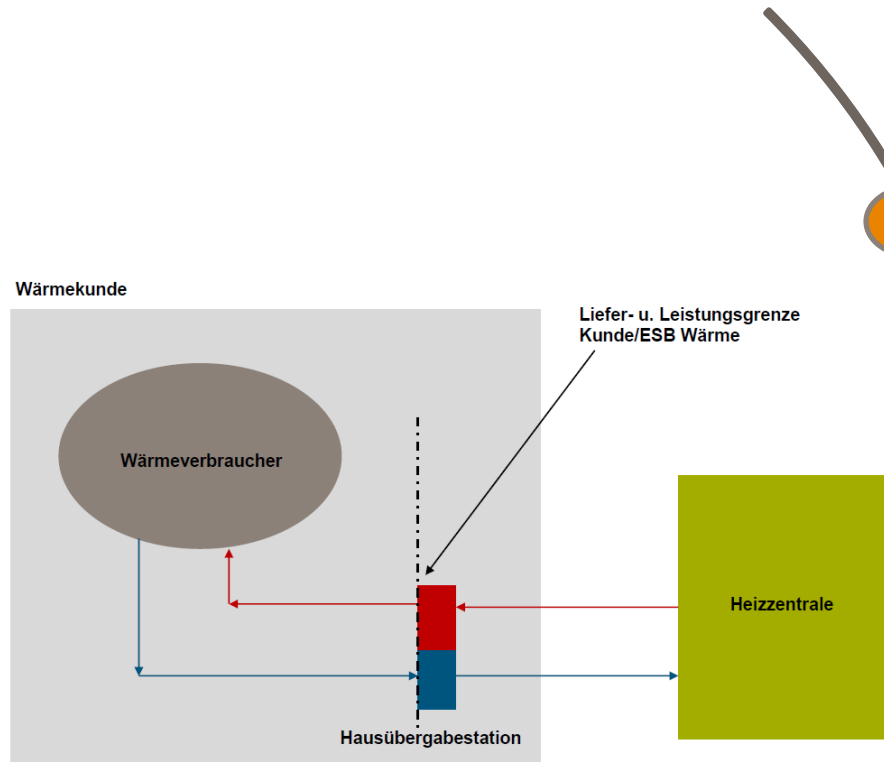 Wärmekunde
Liefer- u. Leistungsgrenze
Kunde/ESB Wärme
Wärmeverbraucher
Heizzentrale
Hausübergabestation